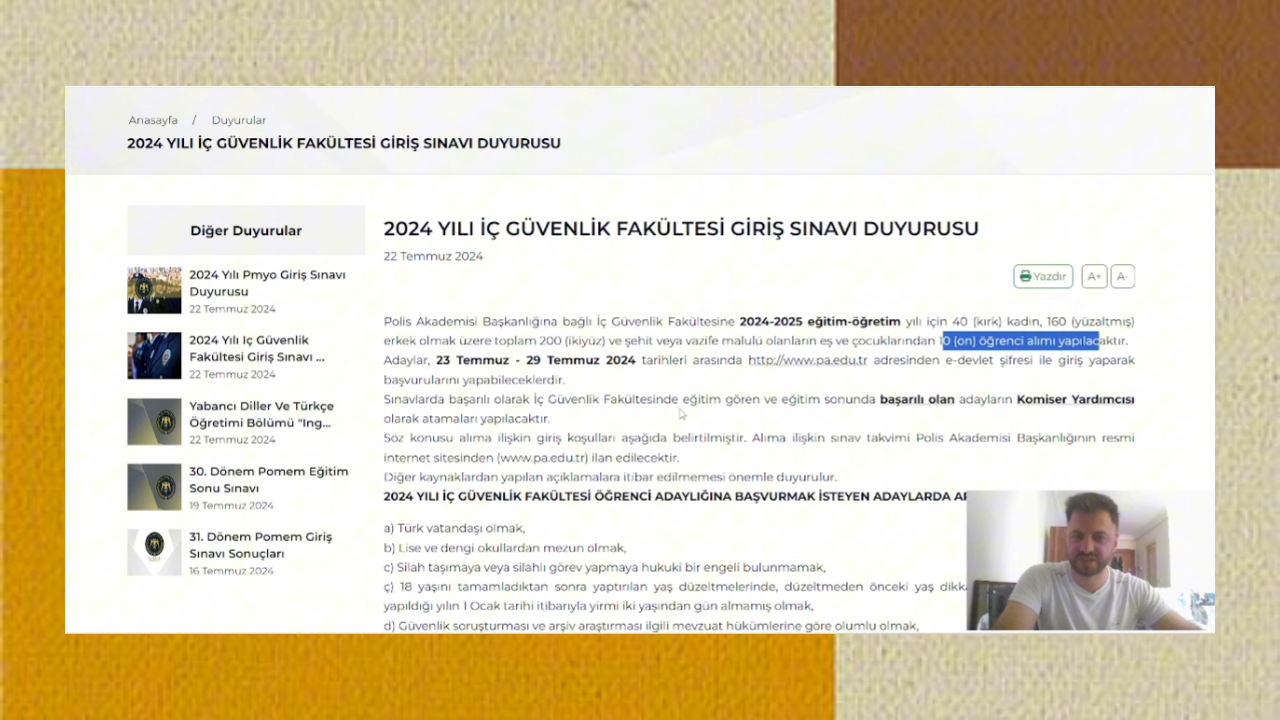 Anasayfa / Duyurular
2024 YILI İÇ GÜVENLİK FAKÜLTESİ GİRİŞ SINAVI DUYURUSU
Diğer Duyurular
2024 Yılı Pmyo Giriş Sınavı
Duyurusu
22 Temmuz 2024
2024 Yılı Iç Güvenlik
Fakültesi Giriş Sınavı ...
22 Temmuz 2024
Yabancı Diller Ve Türkçe
Öğretimi Bölümü "Ing...
22 Temmuz 2024
30. Dönem Pomem Eğitim
Sonu Sınavı
19 Temmuz 2024
31. Dönem Pomem Giriş
Sınavı Sonuçları
16 Temmuz 2024
2024 YILI İÇ GÜVENLİK FAKÜLTESİ GİRİŞ SINAVI DUYURUSU
22 Temmuz 2024
Yazdır A+ A-
Polis Akademisi Başkanlığına bağlı İç Güvenlik Fakültesine 2024-2025 eğitim-öğretim yılı için 40 (kırk) kadın, 160 (yüzaltmış)
erkek olmak üzere toplam 200 (ikiyüz) ve şehit veya vazife malulü olanların eş ve çocuklarından 10 (on) öğrenci alımı yapılacaktır.
Adaylar, 23 Temmuz - 29 Temmuz 2024 tarihleri arasında http://www.pa.edu.tr adresinden e-devlet şifresi ile giriş yaparak
başvurularını yapabileceklerdir.
Sınavlarda başarılı olarak İç Güvenlik Fakültesinde eğitim gören ve eğitim sonunda başarılı olan adayların Komiser Yardımcısı
olarak atamaları yapılacaktır.
Söz konusu alıma ilişkin giriş koşulları aşağıda belirtilmiştir. Alıma ilişkin sınav takvimi Polis Akademisi Başkanlığının resmi
internet sitesinden (www.pa.edu.tr) ilan edilecektir.
Diğer kaynaklardan yapılan açıklamalara itibar edilmemesi önemle duyurulur.
2024 YILI İÇ GÜVENLİK FAKÜLTESİ ÖĞRENCİ ADAYLIĞINA BAŞVURMAK İSTEYEN ADAYLARDA
a) Türk vatandaşı olmak,
b) Lise ve dengi okullardan mezun olmak,
c) Silah taşımaya veya silahlı görev yapmaya hukuki bir engeli bulunmamak,
ç) 18 yaşını tamamladıktan sonra yaptırılan yaş düzeltmelerinde, düzeltmeden önceki yaş
yapıldığı yılın 1 Ocak tarihi itibarıyla yirmi iki yaşından gün almamış olmak,
d) Güvenlik soruşturması ve arşiv araştırması ilgili mevzuat hükümlerine göre olumlu olmak,